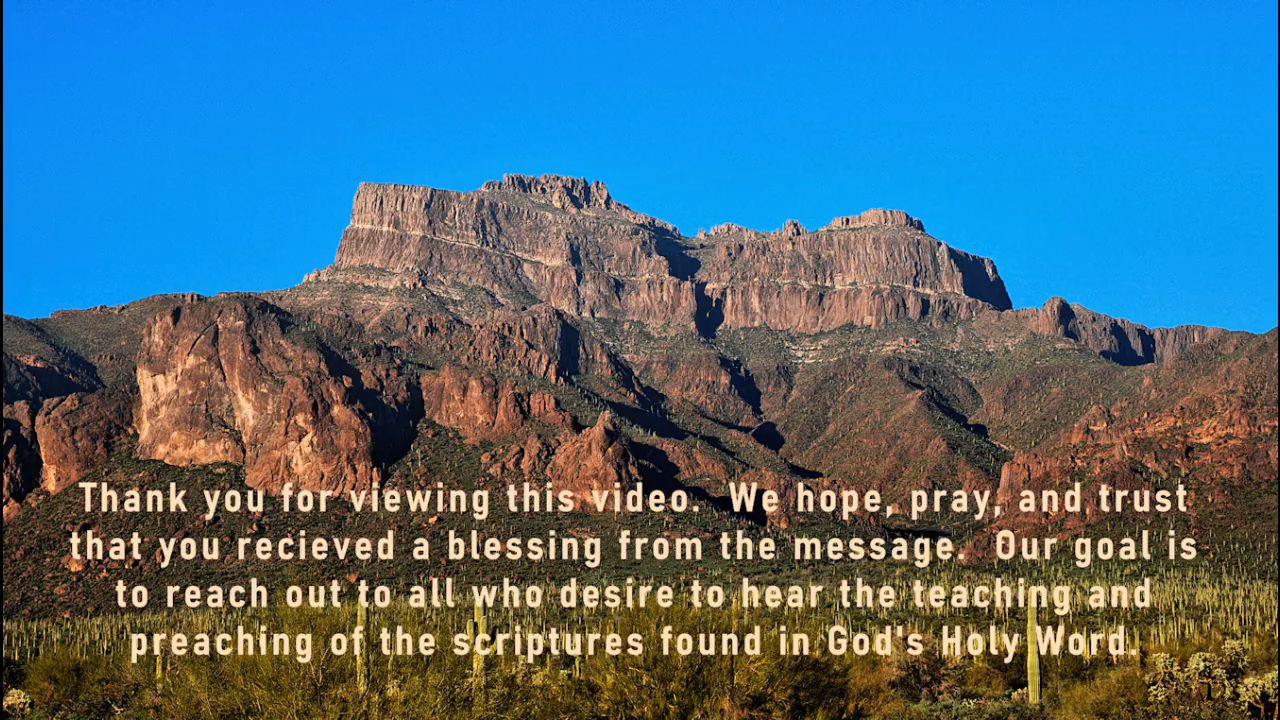 Thank you for viewing this video.  We hope, pray, and trust
that you recieved a blessing from the message.  Our goal is
to reach out to all who desire to hear the teaching and
preaching of the scriptures found in God's Holy Word.